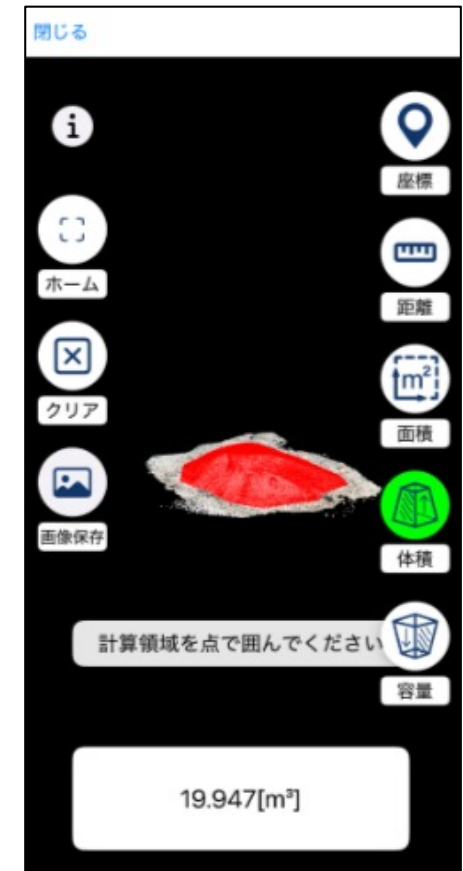 閉じる
i
座標
ホーム
距離
クリア
m²
面積
画像保存
体積
計算領域を点で囲んでください
容量
19.947[m³]